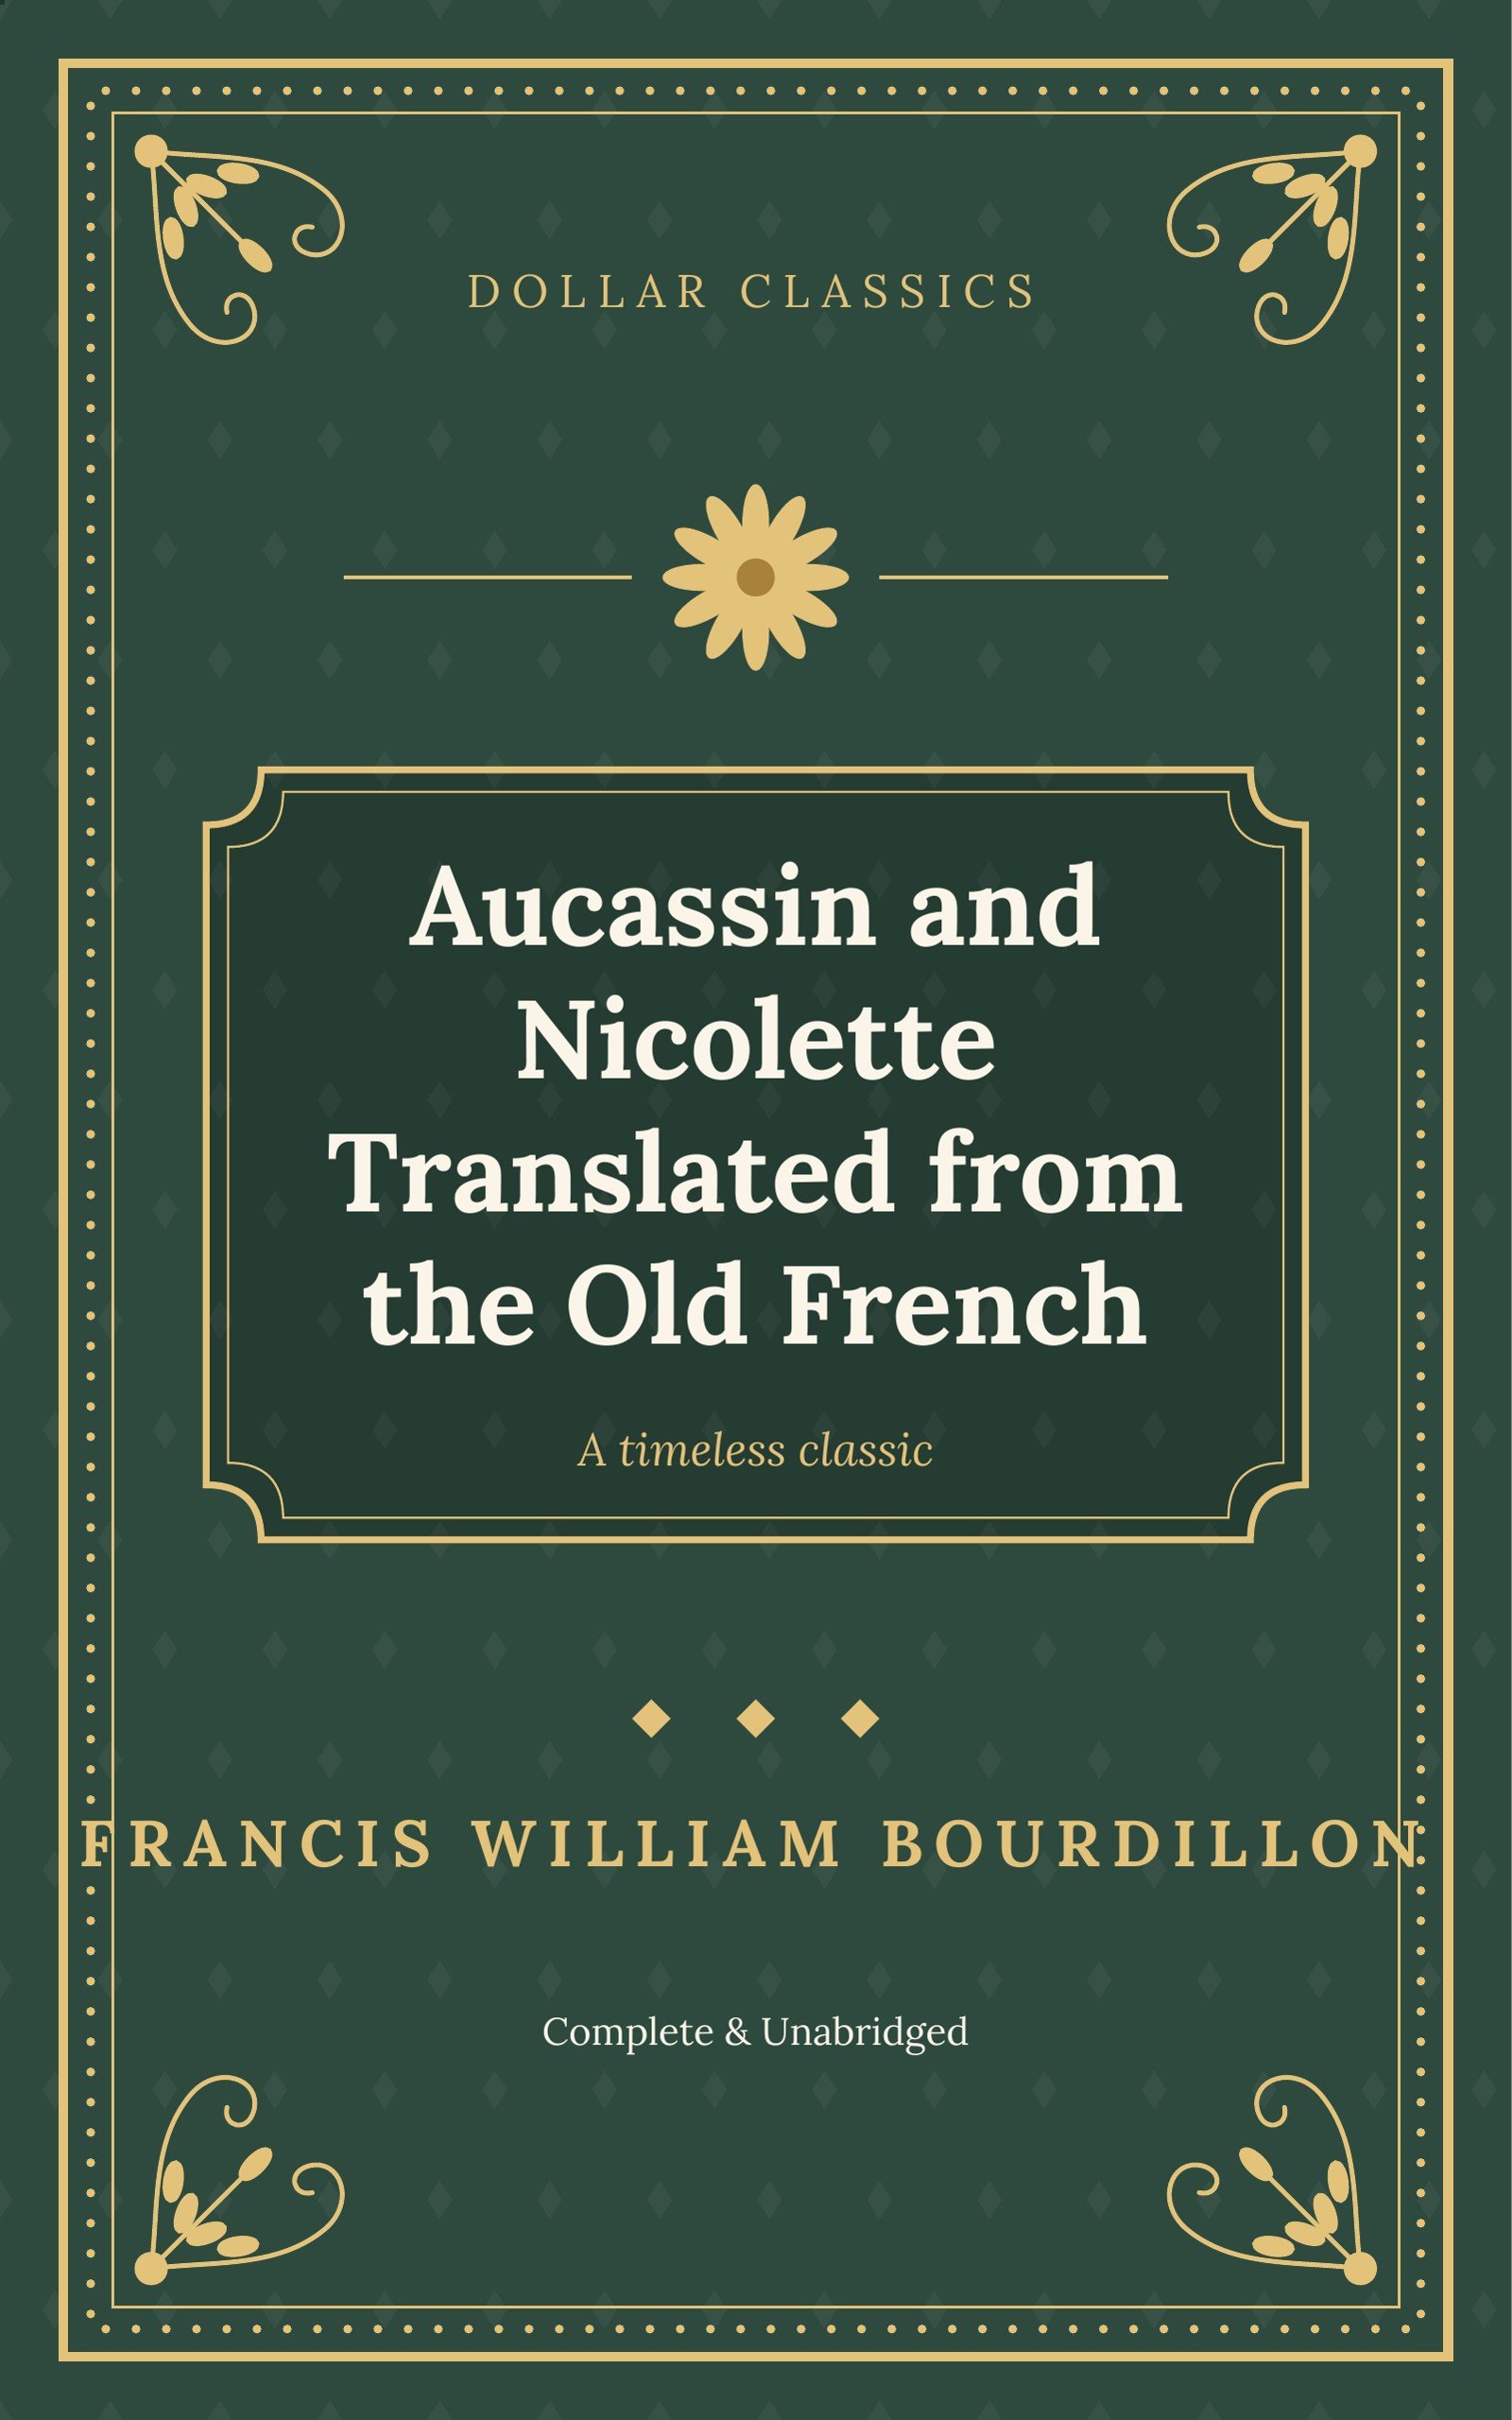 DOLLAR CLASSICS
Aucassin and
Nicolette
Translated from
the Old French
A timeless classic
FRANCIS WILLIAM BOURDILLON
Complete & Unabridged